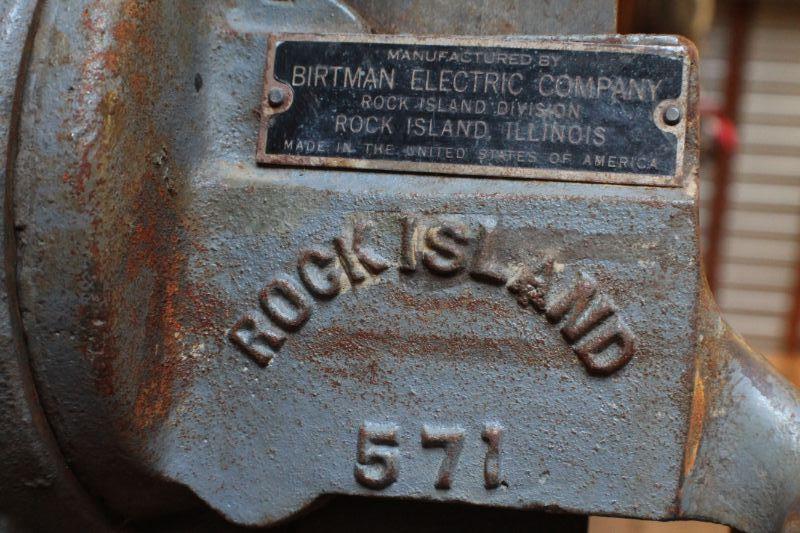 MANUFACTURED BY
BIRTMAN ELECTRIC COMPANY
ROCK ISLAND DIVISION
ROCK ISLAND, ILLINOIS
MADE IN THE UNITED STATES OF AMERICA
ROCK ISLAND
571